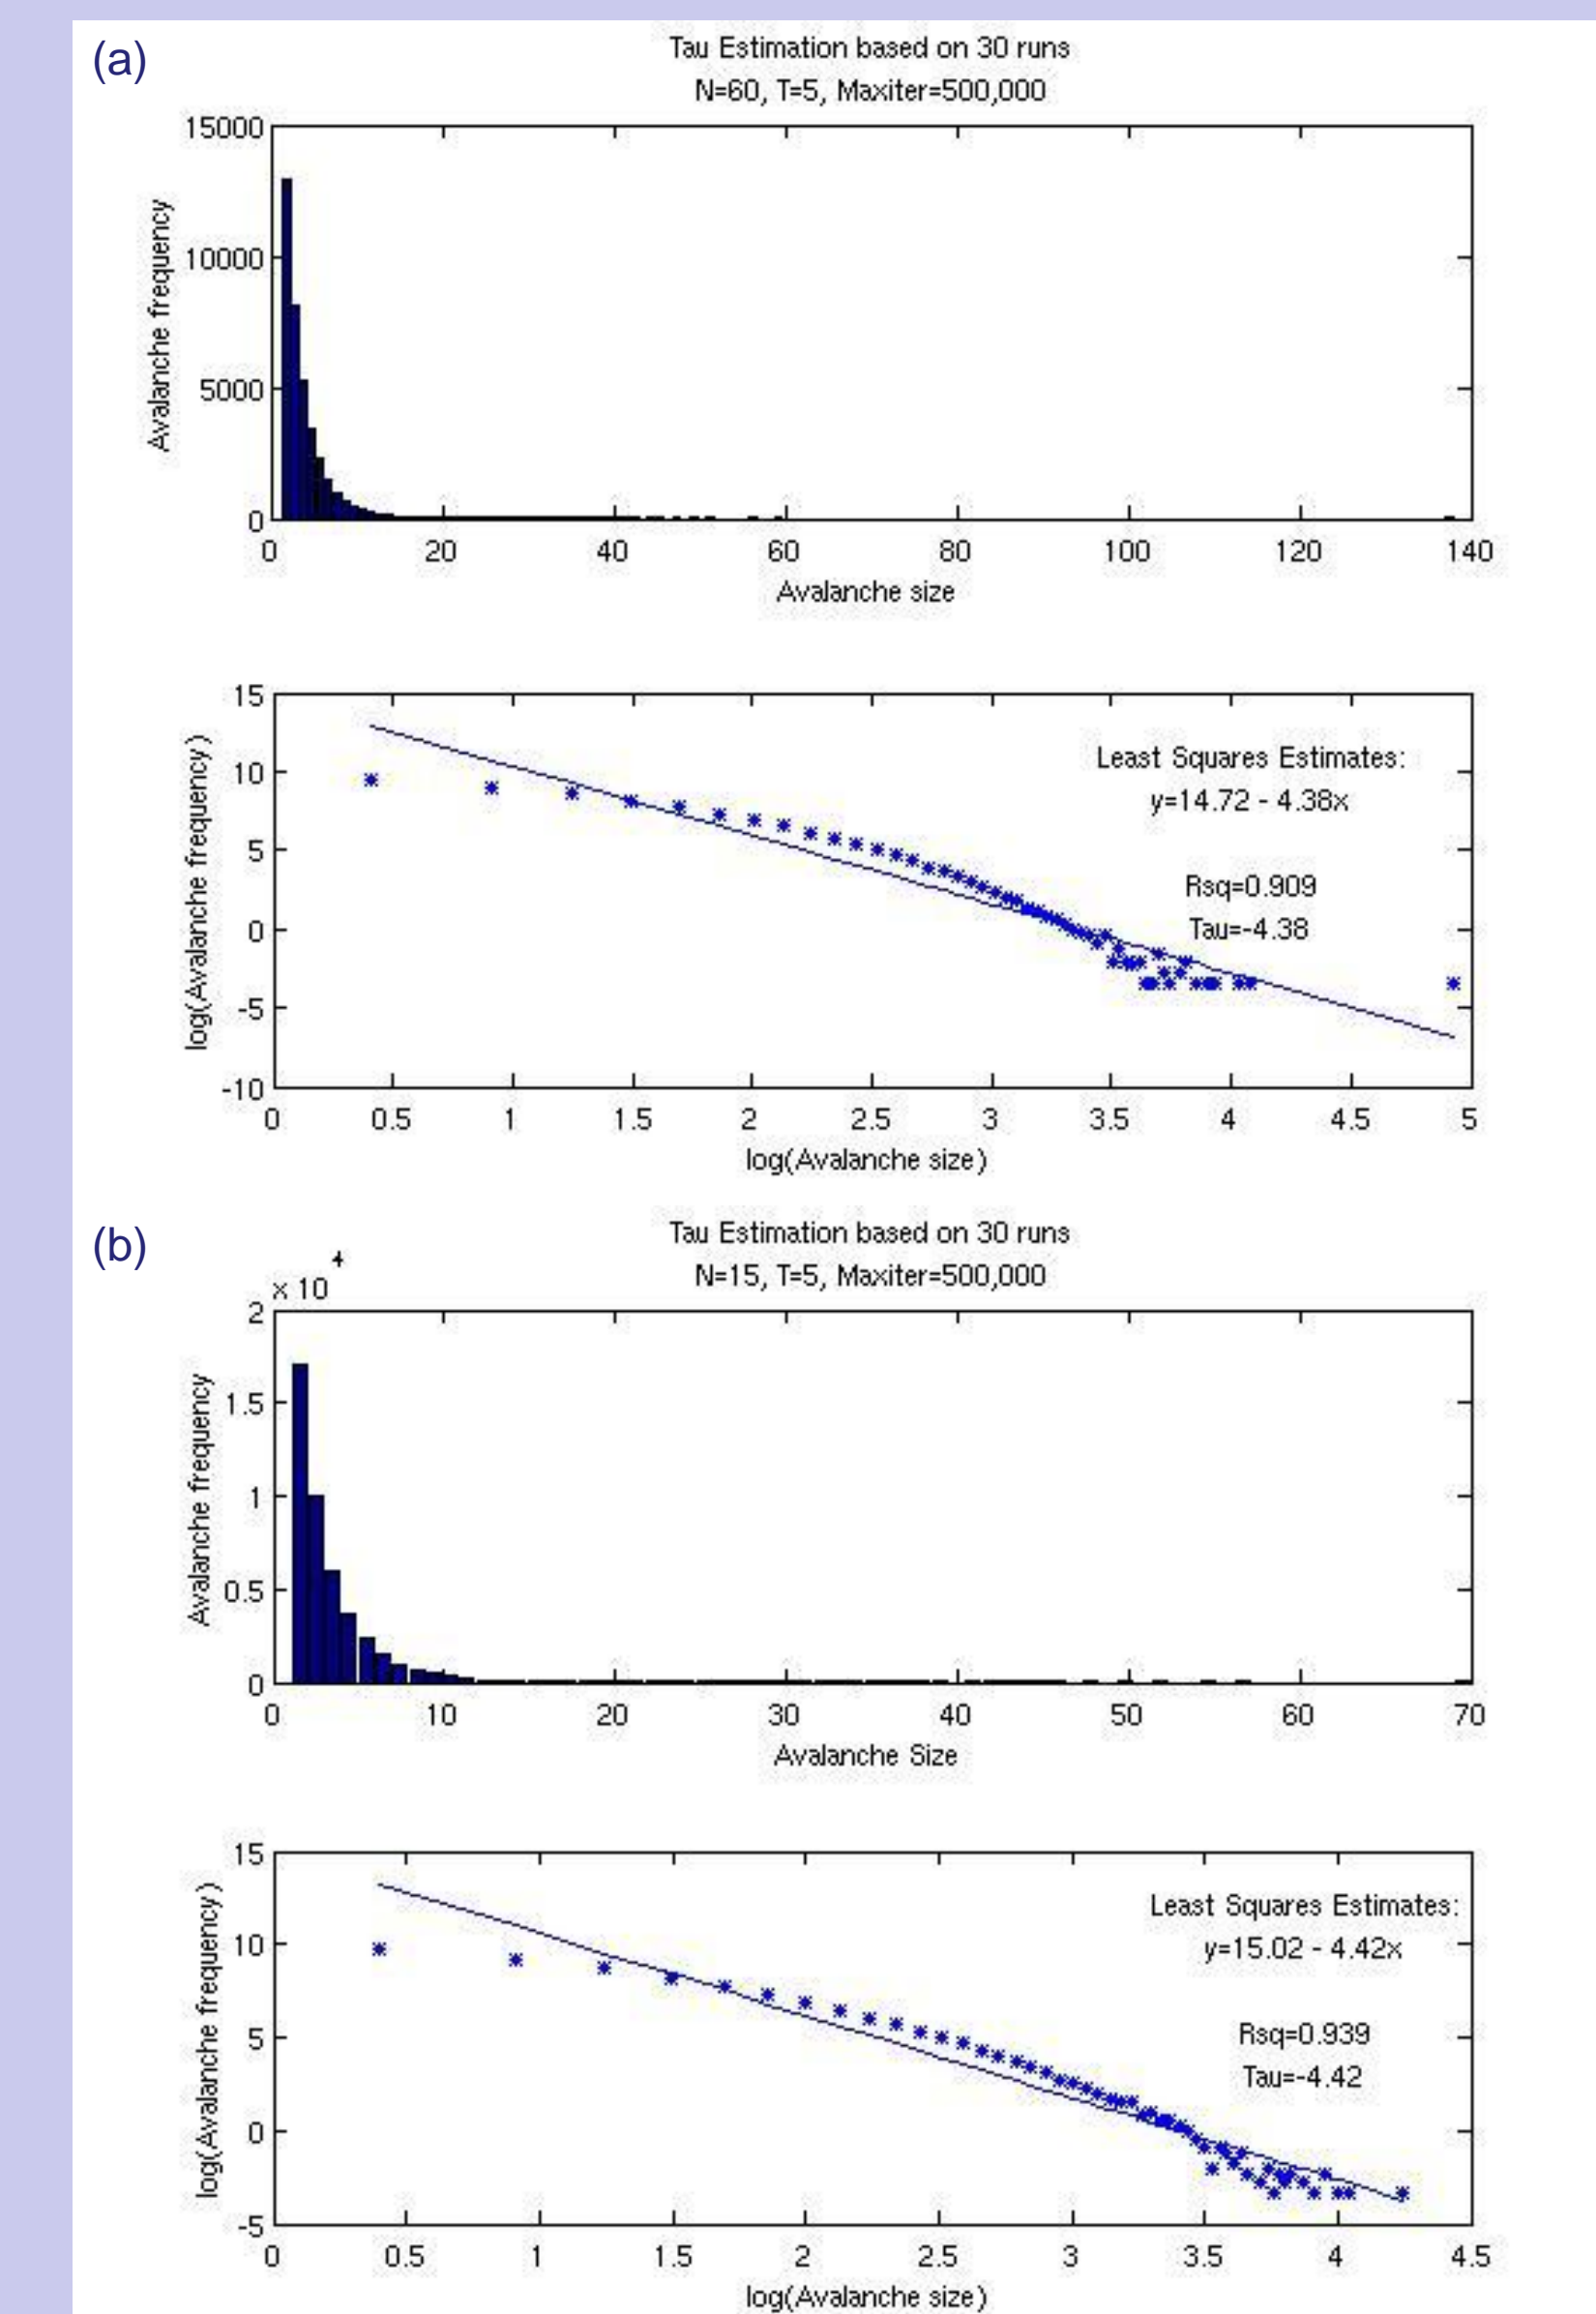 (a)
Tau Estimation based on 30 runs
N=60, T=5, Maxiter=500,000
15000
10000
5000
0
Avalanche frequency
0 20 40 60 80 100 120 140
Avalanche size
15
10
5
0
-5
-10
log(Avalanche frequency)
Least Squares Estimates:
y=14.72 - 4.38x
Rsq=0.909
Tau=-4.38
0 0.5 1 1.5 2 2.5 3 3.5 4 4.5 5
log(Avalanche size)
(b)
Tau Estimation based on 30 runs
N=15, T=5, Maxiter=500,000
x 10 4
2
1.5
1
0.5
0
Avalanche frequency
0 10 20 30 40 50 60 70
Avalanche Size
15
10
5
0
-5
log(Avalanche frequency)
Least Squares Estimates:
y=15.02 - 4.42x
Rsq=0.939
Tau=-4.42
0 0.5 1 1.5 2 2.5 3 3.5 4 4.5
log(Avalanche size)